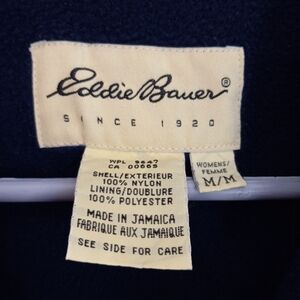 Eddie Bauer®
SINCE 1920
WPL 5647
CA 00665
SHELL/EXTERIEUR
100% NYLON
LINING/DOUBLURE
100% POLYESTER
MADE IN JAMAICA
FABRIQUE AUX JAMAIQUE
SEE SIDE FOR CARE
WOMENS/
FEMME
M/M